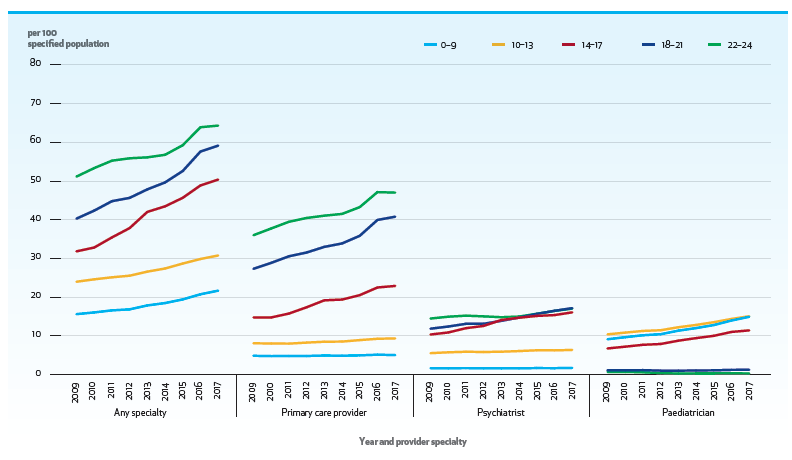 per 100
specified population
0–9 10–13 14–17 18–21 22–24
80
70
60
50
40
30
20
10
0
2009 2010 2011 2012 2013 2014 2015 2016 2017 2009 2010 2011 2012 2013 2014 2015 2016 2017 2009 2010 2011 2012 2013 2014 2015 2016 2017 2009 2010 2011 2012 2013 2014 2015 2016 2017
Any specialty Primary care provider Psychiatrist Paediatrician
Year and provider specialty